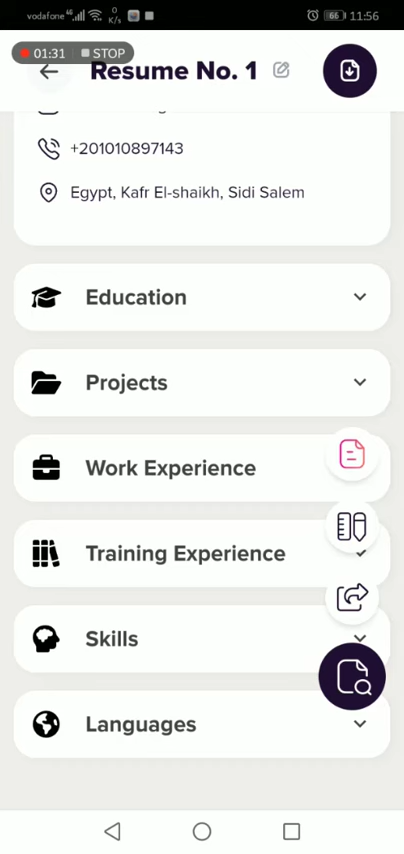 vodafone 4G 0 K/s 66 11:56
01:31 STOP
Resume No. 1
+201010897143
Egypt, Kafr El-shaikh, Sidi Salem
Education
Projects
Work Experience
Training Experience
Skills
Languages